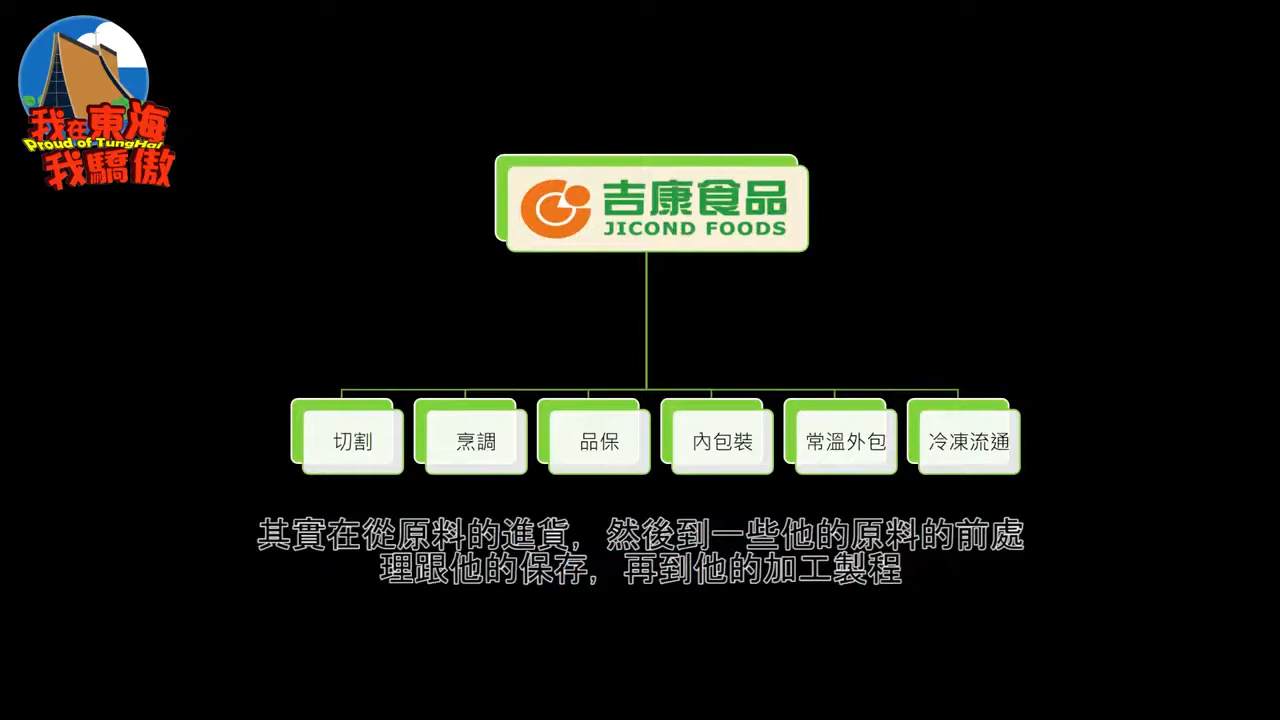 我在東海
Proud of TungHai
我驕傲
吉康食品
JICOND FOODS
切割
烹調
品保
內包裝
常溫外包
冷凍流通
其實在從原料的進貨，然後到一些他的原料的前處
理跟他的保存，再到他的加工製程